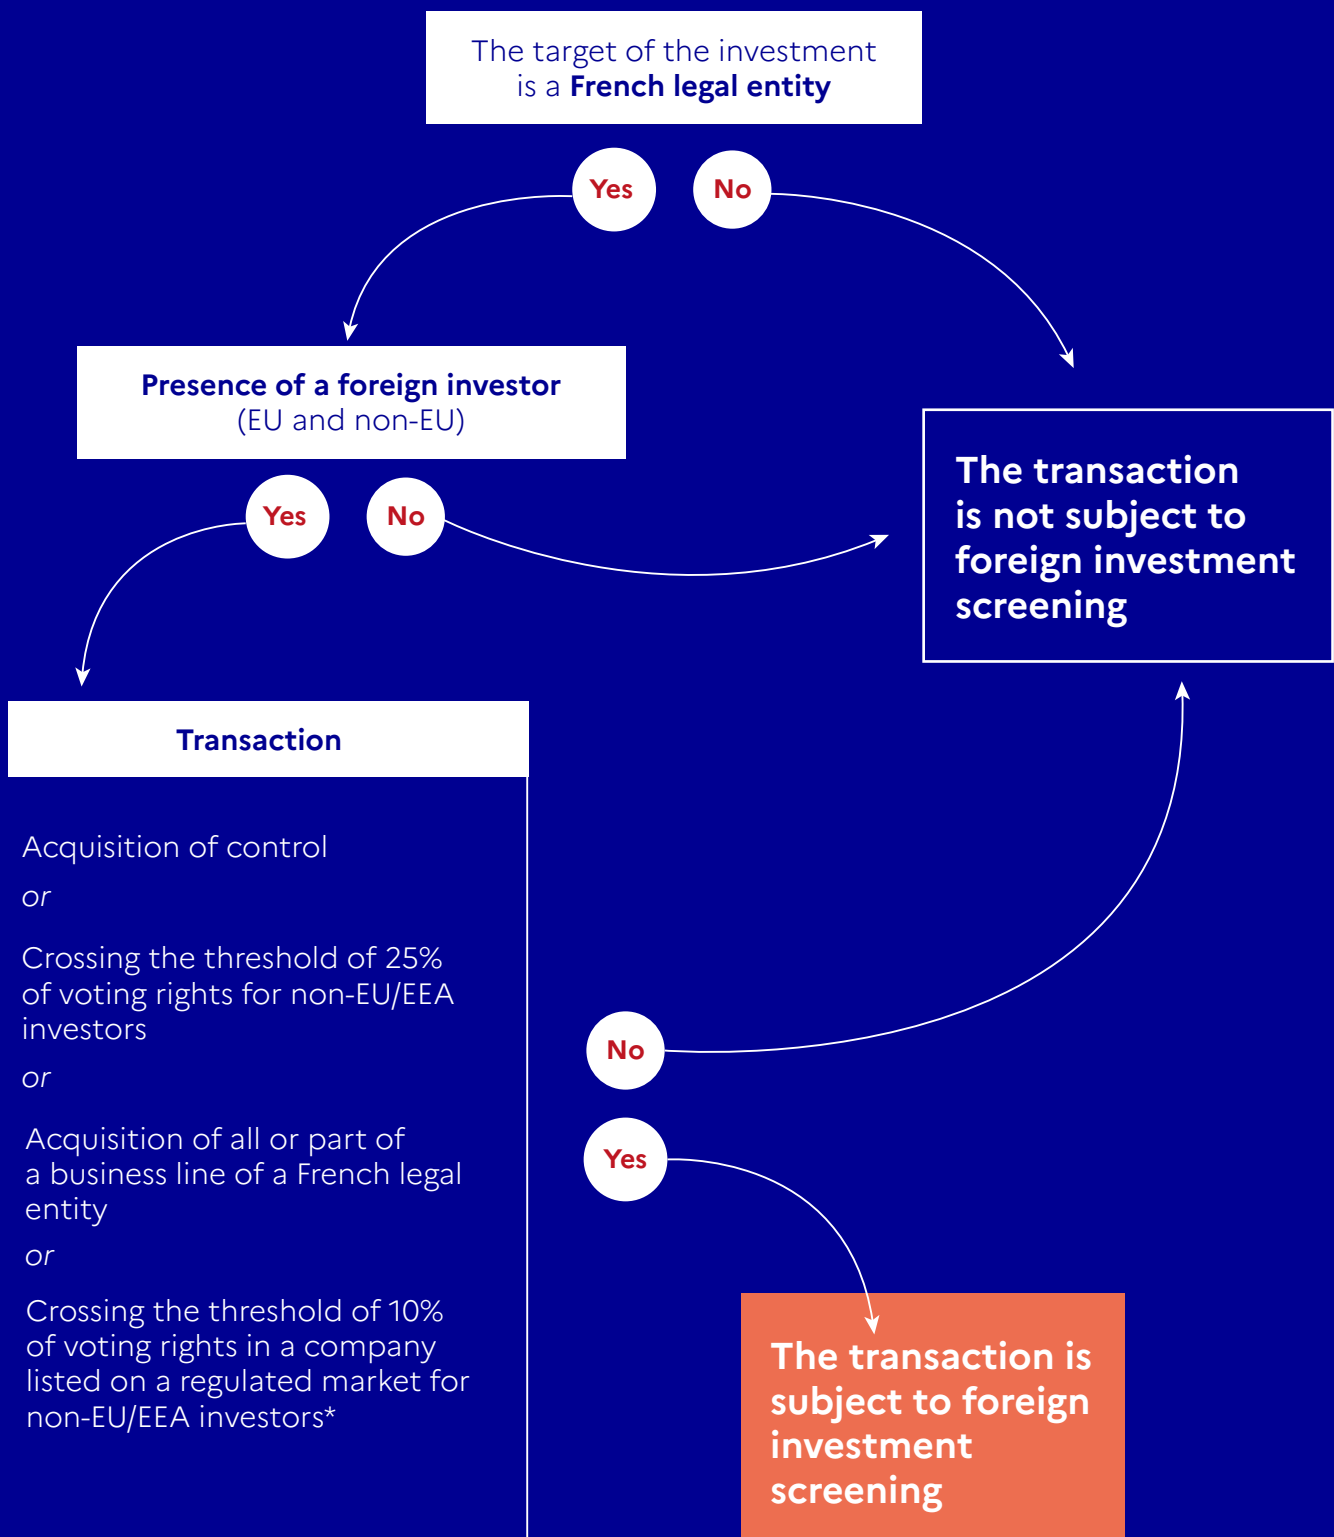 The target of the investment
is a French legal entity
Yes
No
Presence of a foreign investor
(EU and non-EU)
Yes
No
The transaction
is not subject to
foreign investment
screening
Transaction
Acquisition of control
or
Crossing the threshold of 25%
of voting rights for non-EU/EEA
investors
or
Acquisition of all or part of
a business line of a French legal
entity
or
Crossing the threshold of 10%
of voting rights in a company
listed on a regulated market for
non-EU/EEA investors*
No
Yes
The transaction is
subject to foreign
investment
screening